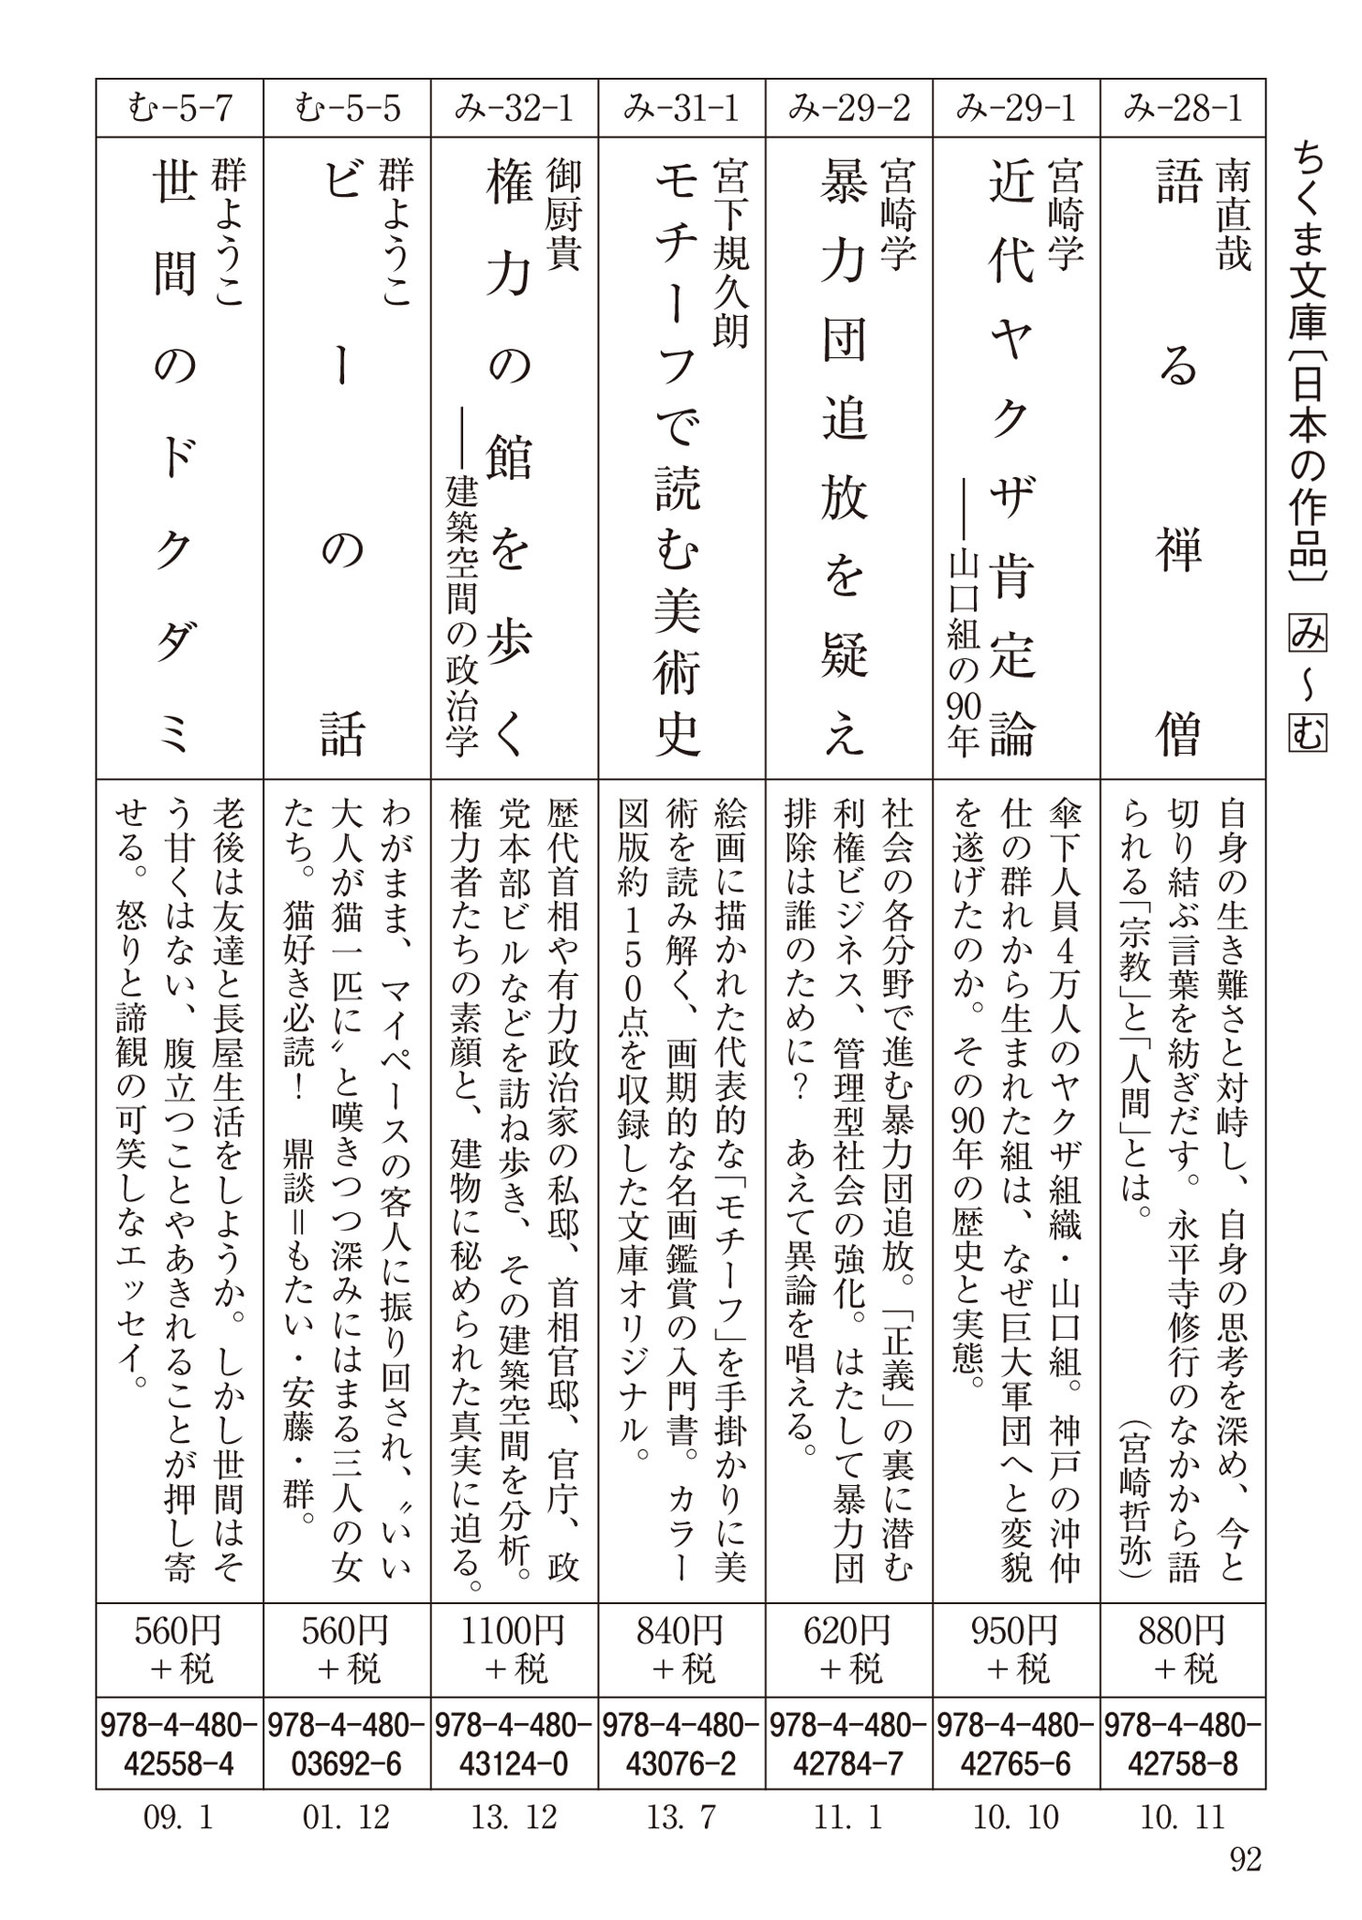 ちくま文庫〔日本の作品〕 み～む
み-28-1
南直哉
語る禅僧
自身の生き難さと対峙し、自身の思考を深め、今と
切り結ぶ言葉を紡ぎだす。永平寺修行のなかから語
られる「宗教」と「人間」とは。 (宮崎哲弥)
880円
+税
978-4-480-
42758-8
10. 11
み-29-1
宮崎学
近代ヤクザ肯定論
――山口組の90年
傘下人員4万人のヤクザ組織・山口組。神戸の沖仲
仕の群れから生まれた組は、なぜ巨大軍団へと変貌
を遂げたのか。その90年の歴史と実態。
950円
+税
978-4-480-
42765-6
10. 10
み-29-2
宮崎学
暴力団追放を疑え
社会の各分野で進む暴力団追放。「正義」の裏に潜む
利権ビジネス、管理型社会の強化。はたして暴力団
排除は誰のために? あえて異論を唱える。
620円
+税
978-4-480-
42784-7
11. 1
み-31-1
宮下規久朗
モチーフで読む美術史
絵画に描かれた代表的な「モチーフ」を手掛かりに美
術を読み解く、画期的な名画鑑賞の入門書。カラー
図版約150点を収録した文庫オリジナル。
840円
+税
978-4-480-
43076-2
13. 7
み-32-1
御厨貴
権力の館を歩く
――建築空間の政治学
歴代首相や有力政治家の私邸、首相官邸、官庁、政
党本部ビルなどを訪ね歩き、その建築空間を分析。
権力者たちの素顔と、建物に秘められた真実に迫る。
1100円
+税
978-4-480-
43124-0
13. 12
む-5-5
群ようこ
ビーの話
わがまま、マイペースの客人に振り回され、〝いい
大人が猫一匹に〟と嘆きつつ深みにはまる三人の女
たち。猫好き必読! 鼎談=もたい・安藤・群。
560円
+税
978-4-480-
03692-6
01. 12
む-5-7
群ようこ
世間のドクダミ
老後は友達と長屋生活をしようか。しかし世間はそ
う甘くはない、腹立つことやあきれることが押し寄
せる。怒りと諦観の可笑しなエッセイ。
560円
+税
978-4-480-
42558-4
09. 1
92